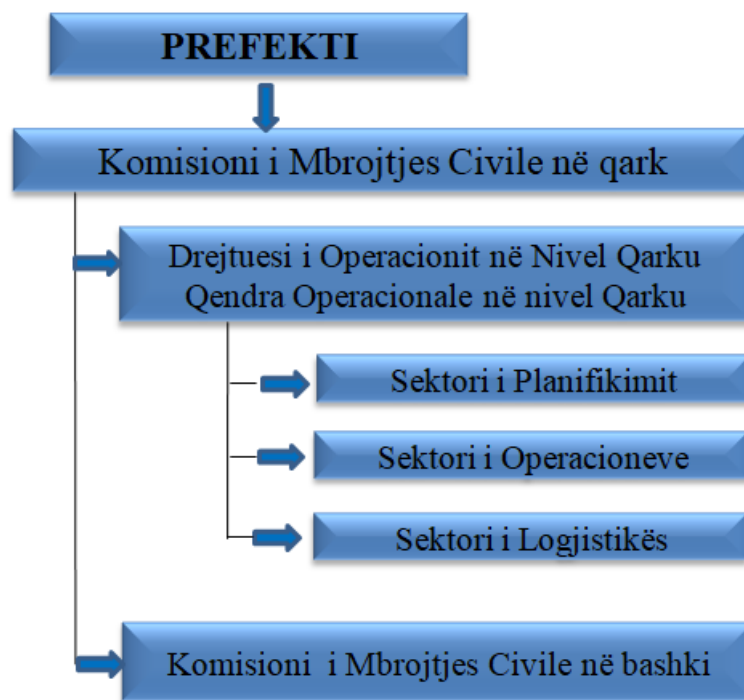 PREFEKTI
Komisioni i Mbrojtjes Civile në qark
Drejtuesi i Operacionit në Nivel Qarku
Qendra Operacionale në nivel Qarku
Sektori i Planifikimit
Sektori i Operacioneve
Sektori i Logjistikës
Komisioni i Mbrojtjes Civile në bashki